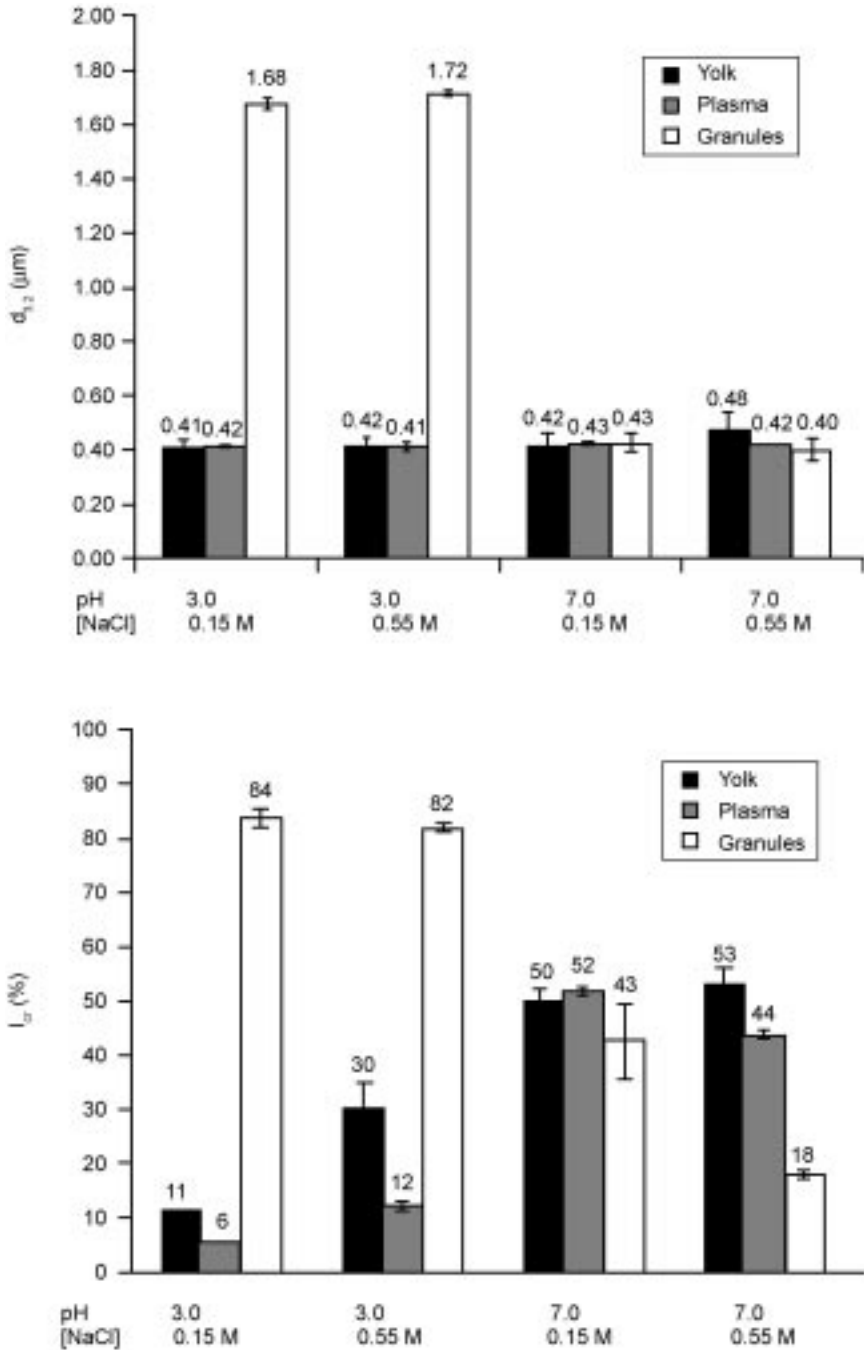 2.00
1.80
1.60
1.40
1.20
1.00
0.80
0.60
0.40
0.20
0.00
d3.2 (μm)
1.68
1.72
0.41 0.42
0.42 0.41
0.42 0.43 0.43
0.48 0.42 0.40
Yolk
Plasma
Granules
pH 3.0 3.0 7.0 7.0
[NaCl] 0.15 M 0.55 M 0.15 M 0.55 M
100
90
80
70
60
50
40
30
20
10
0
84
82
11 6
30 12
50 52 43
53 44 18
Yolk
Plasma
Granules
pH 3.0 3.0 7.0 7.0
[NaCl] 0.15 M 0.55 M 0.15 M 0.55 M